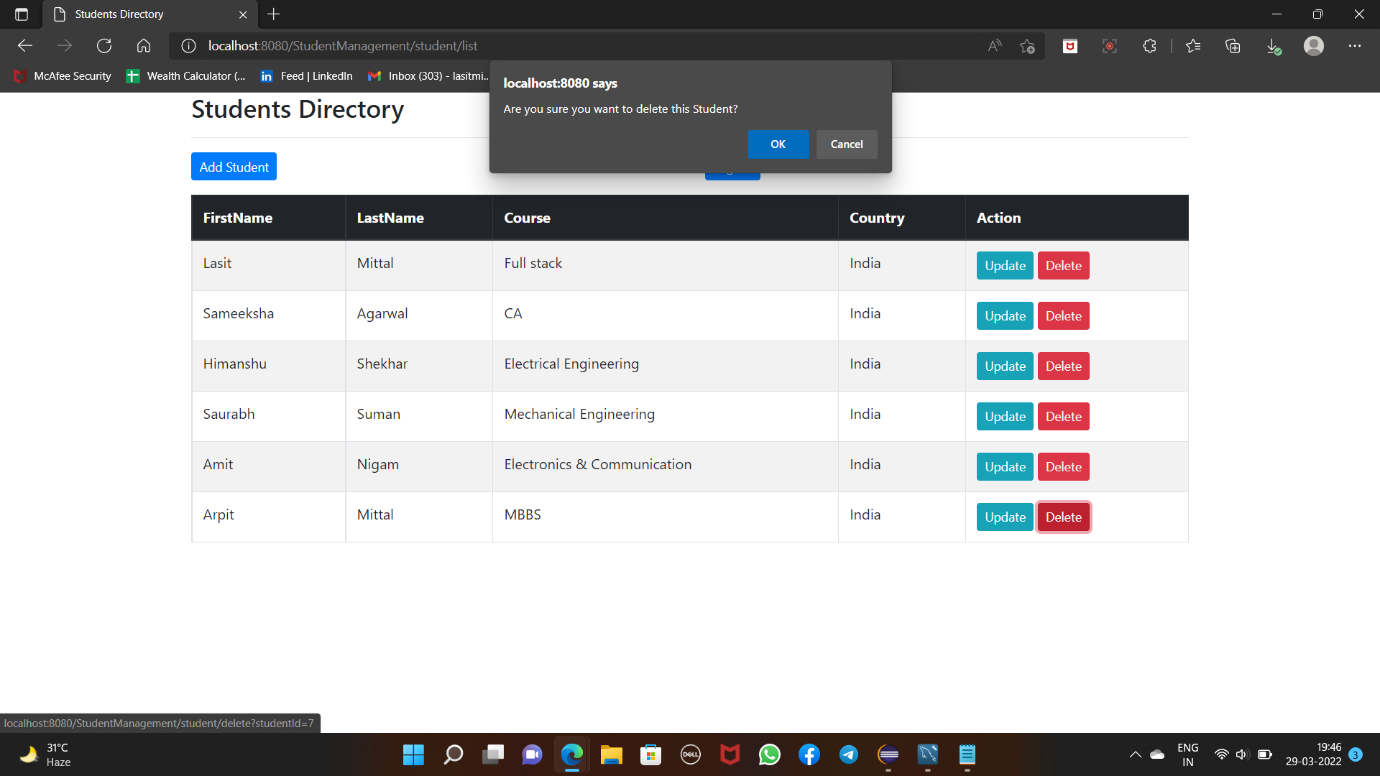 Students Directory
localhost:8080/StudentManagement/student/list
McAfee Security Wealth Calculator (... Feed | LinkedIn Inbox (303) - lasitmi...
localhost:8080 says
Are you sure you want to delete this Student?
OK Cancel
Students Directory
Add Student
FirstName LastName Course Country Action
Lasit Mittal Full stack India Update Delete
Sameeksha Agarwal CA India Update Delete
Himanshu Shekhar Electrical Engineering India Update Delete
Saurabh Suman Mechanical Engineering India Update Delete
Amit Nigam Electronics & Communication India Update Delete
Arpit Mittal MBBS India Update Delete
localhost:8080/StudentManagement/student/delete?studentId=7
31°C
Haze
DELL
ENG
IN
19:46
29-03-2022
3